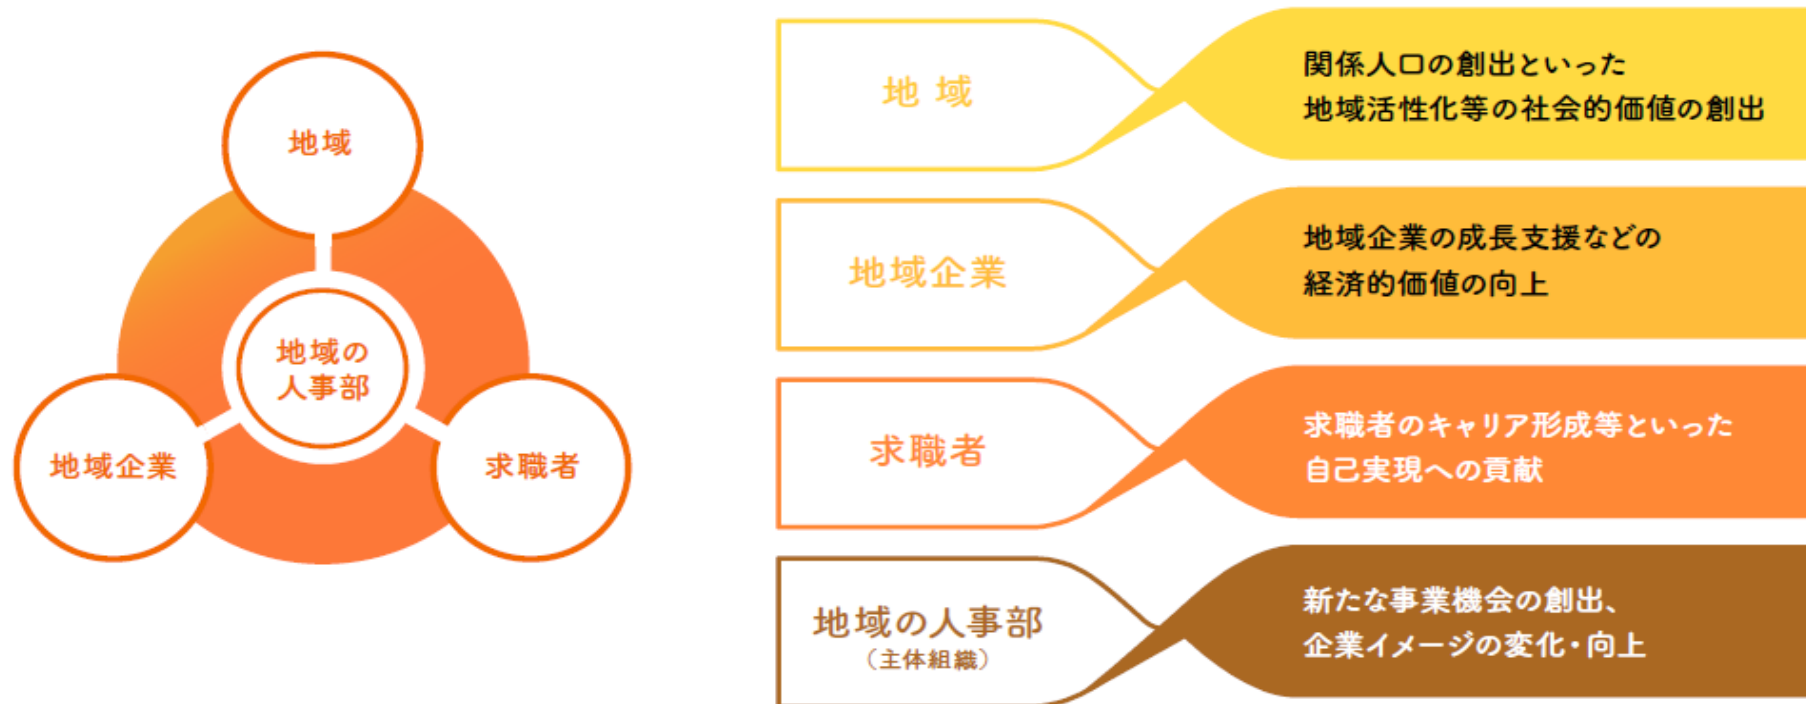 地域
地域の
人事部
地域企業
求職者
地 域
関係人口の創出といった
地域活性化等の社会的価値の創出
地域企業
地域企業の成長支援などの
経済的価値の向上
求職者
求職者のキャリア形成等といった
自己実現への貢献
地域の人事部
（主体組織）
新たな事業機会の創出、
企業イメージの変化・向上